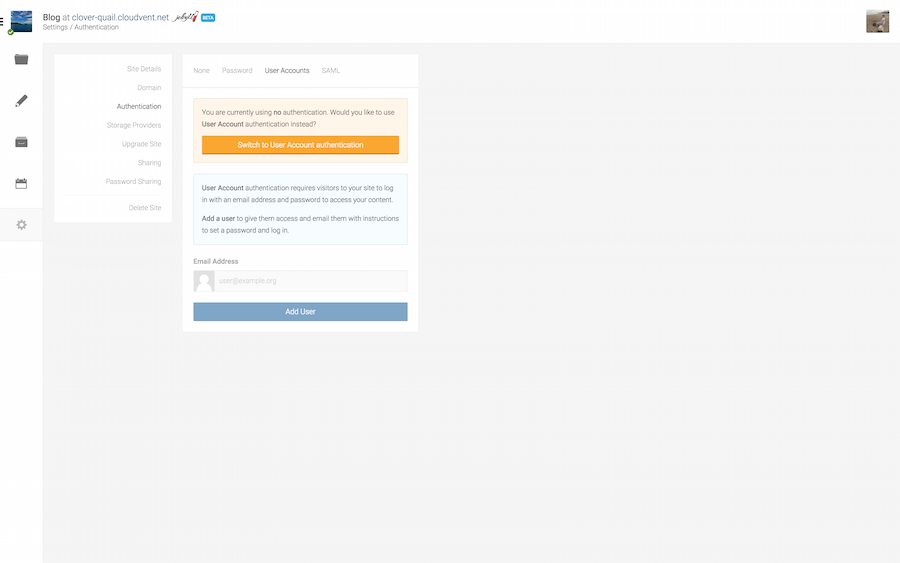 Blog at clover-quail.cloudvent.net jekyll BETA
Settings / Authentication
Site Details
Domain
Authentication
Storage Providers
Upgrade Site
Sharing
Password Sharing
Delete Site
None Password User Accounts SAML
You are currently using no authentication. Would you like to use
User Account authentication instead?
Switch to User Account authentication
User Account authentication requires visitors to your site to log
in with an email address and password to access your content.
Add a user to give them access and email them with instructions
to set a password and log in.
Email Address
user@example.org
Add User